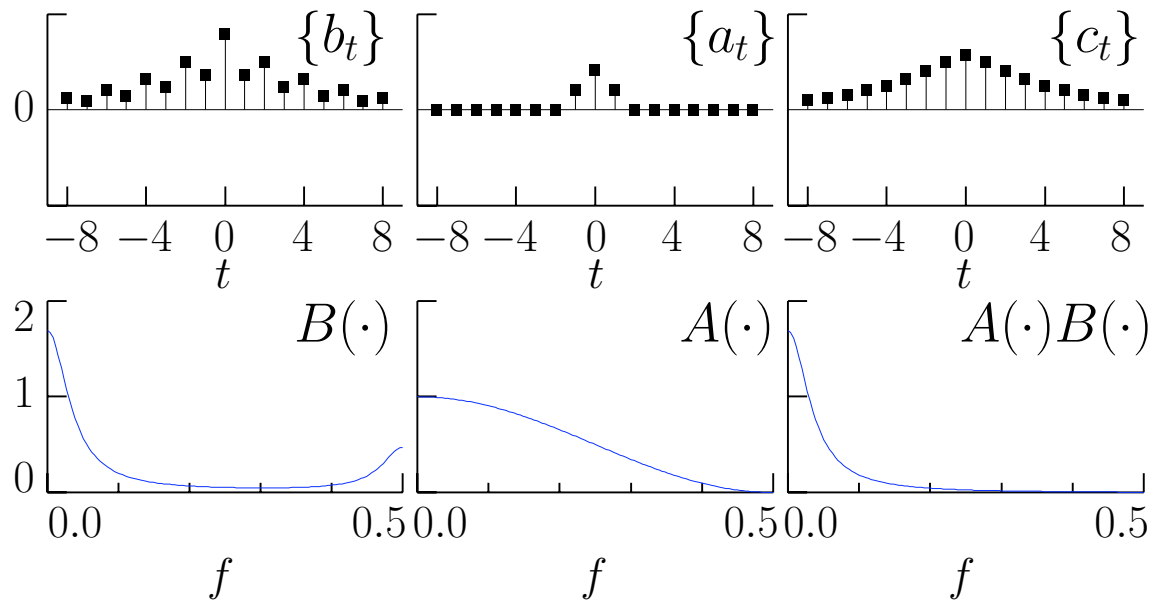 {b_t} {a_t} {c_t}
0
−8 −4 0 4 8 −8 −4 0 4 8 −8 −4 0 4 8
t t t
2 B(·) A(·) A(·)B(·)
1
0
0.0 0.5 0.0 0.5 0.0 0.5
f f f